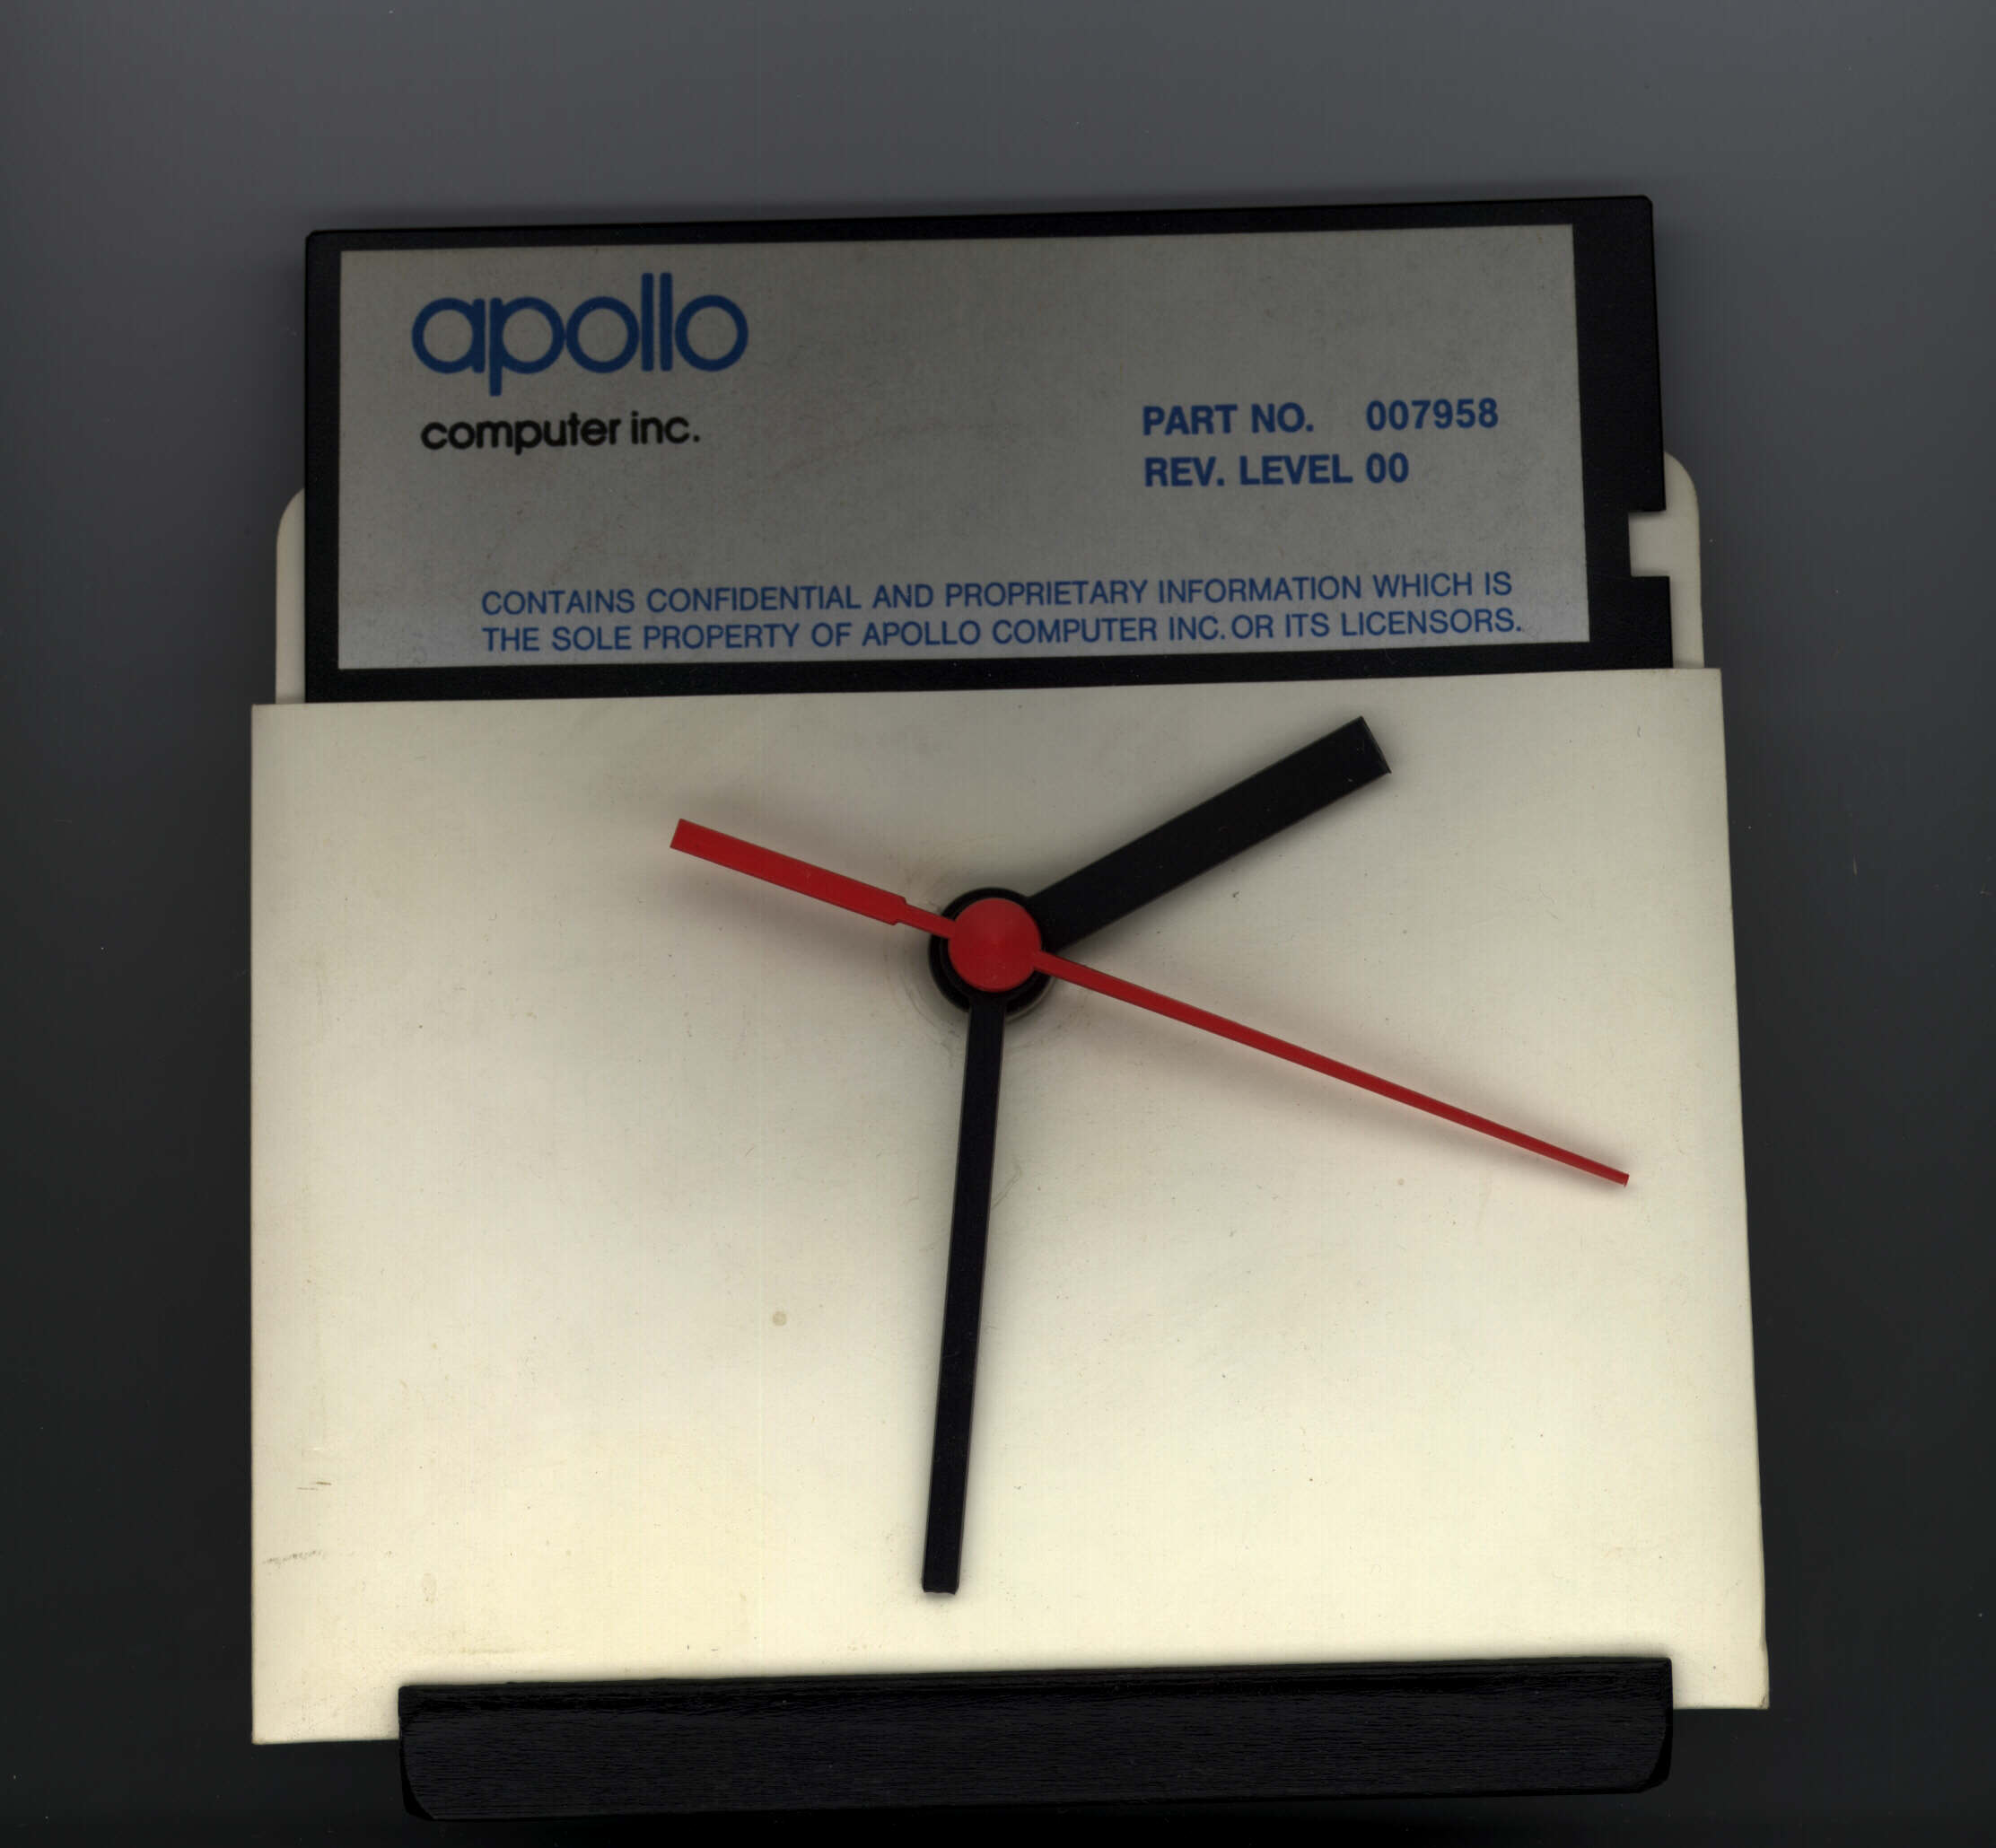 apollo
computer inc.
PART NO. 007958
REV. LEVEL 00
CONTAINS CONFIDENTIAL AND PROPRIETARY INFORMATION WHICH IS
THE SOLE PROPERTY OF APOLLO COMPUTER INC. OR ITS LICENSORS.